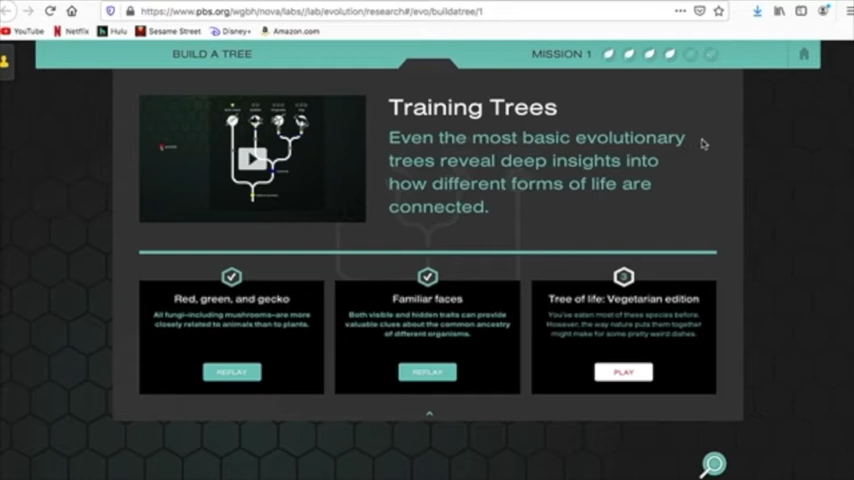 https://www.pbs.org/wgbh/nova/labs//lab/evolution/research#/evo/buildatree/1
YouTube Netflix Hulu Sesame Street Disney+ Amazon.com
BUILD A TREE MISSION 1
Training Trees
Even the most basic evolutionary
trees reveal deep insights into
how different forms of life are
connected.
Red, green, and gecko
All fungi–including mushrooms–are more
closely related to animals than to plants.
REPLAY
Familiar faces
Both visible and hidden traits can provide
valuable clues about the common ancestry
of different organisms.
REPLAY
3
Tree of life: Vegetarian edition
You've eaten most of these species before.
However, the way nature puts them together
might make for some pretty weird dishes.
PLAY